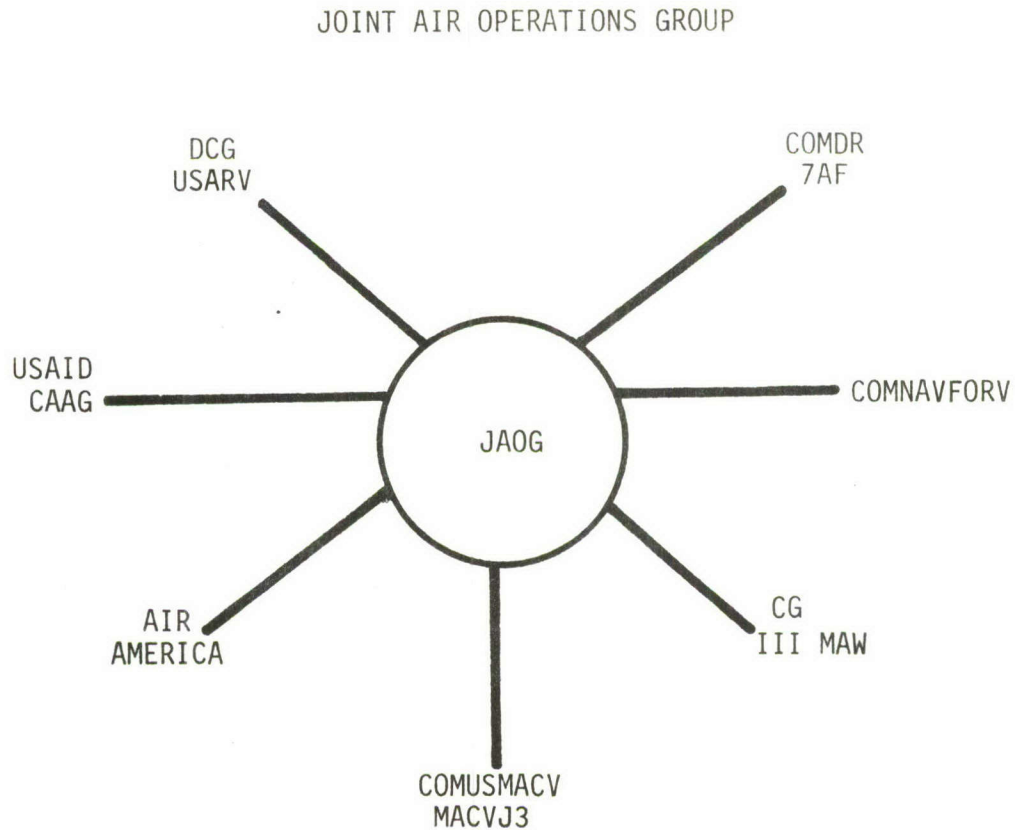 JOINT AIR OPERATIONS GROUP
DCG
USARV
COMDR
7AF
USAID
CAAG
COMNAVFORV
JAOG
AIR
AMERICA
CG
III MAW
COMUSMACV
MACVJ3